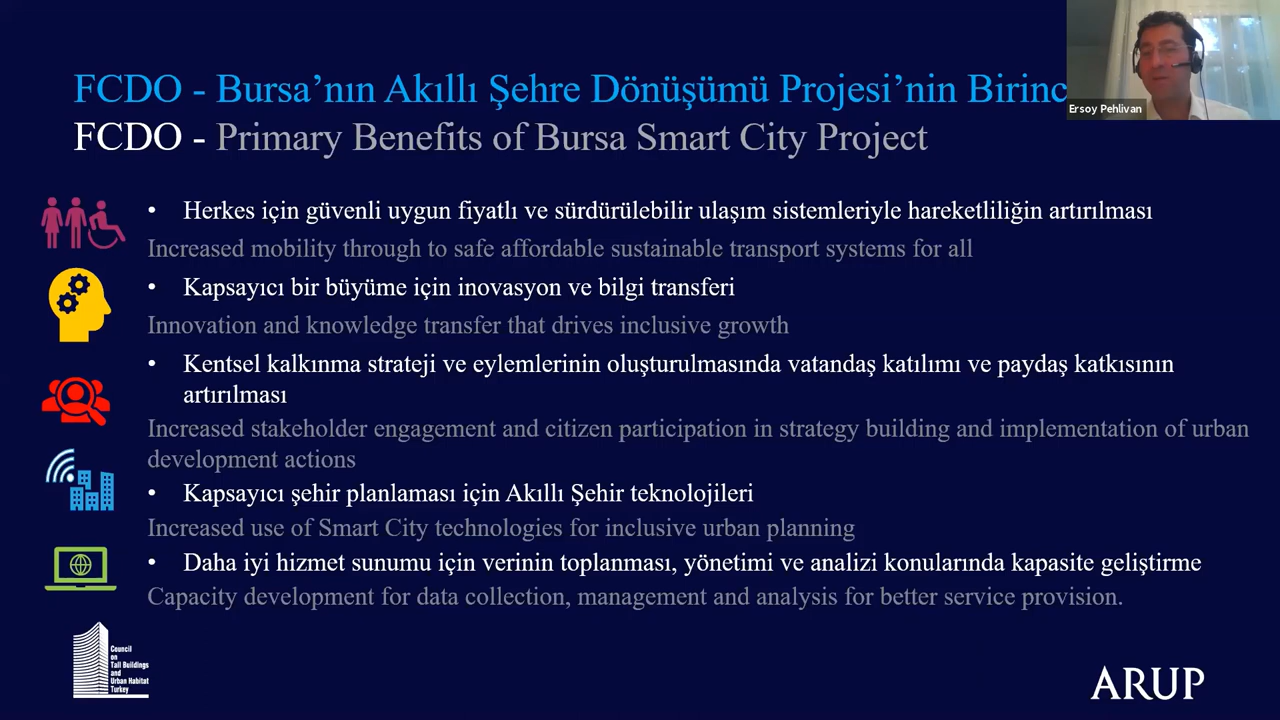 FCDO - Bursa’nın Akıllı Şehre Dönüşümü Projesi’nin
FCDO - Primary Benefits of Bursa Smart City Project
Ersoy Pehlivan
• Herkes için güvenli uygun fiyatlı ve sürdürülebilir ulaşım sistemleriyle hareketliliğin artırılması
Increased mobility through to safe affordable sustainable transport systems for all
• Kapsayıcı bir büyüme için inovasyon ve bilgi transferi
Innovation and knowledge transfer that drives inclusive growth
• Kentsel kalkınma strateji ve eylemlerinin oluşturulmasında vatandaş katılımı ve paydaş katkısının
artırılması
Increased stakeholder engagement and citizen participation in strategy building and implementation of urban
development actions
• Kapsayıcı şehir planlaması için Akıllı Şehir teknolojileri
Increased use of Smart City technologies for inclusive urban planning
• Daha iyi hizmet sunumu için verinin toplanması, yönetimi ve analizi konularında kapasite geliştirme
Capacity development for data collection, management and analysis for better service provision.
Council
on
Tall Buildings
and
Urban Habitat
Turkey
ARUP